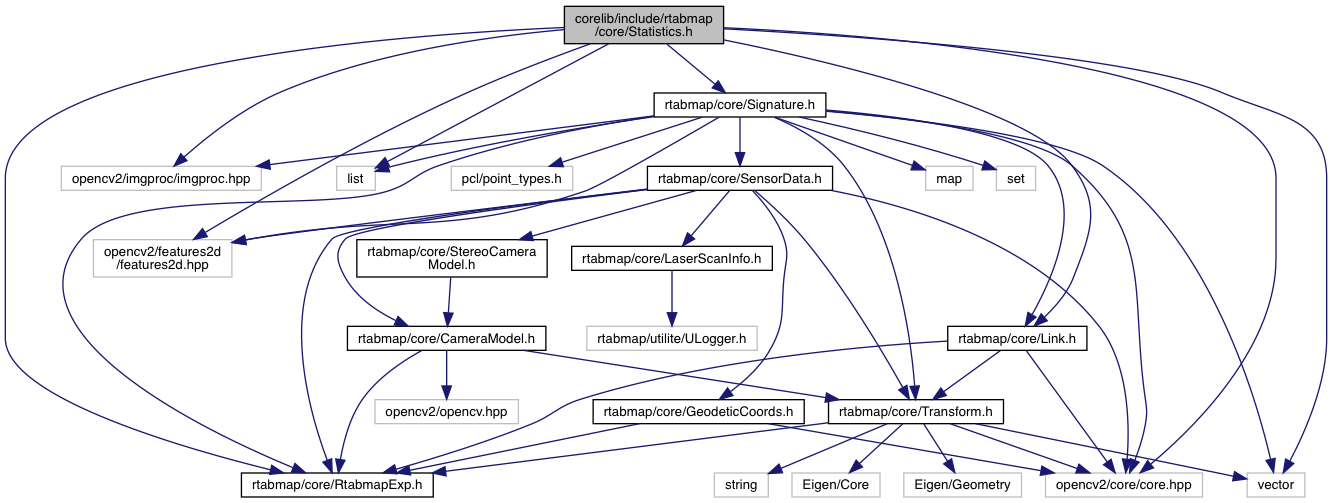 corelib/include/rtabmap
/core/Statistics.h
rtabmap/core/Signature.h
opencv2/imgproc/imgproc.hpp
list
pcl/point_types.h
rtabmap/core/SensorData.h
map
set
opencv2/features2d
/features2d.hpp
rtabmap/core/StereoCamera
Model.h
rtabmap/core/LaserScanInfo.h
rtabmap/core/CameraModel.h
rtabmap/utilite/ULogger.h
rtabmap/core/Link.h
opencv2/opencv.hpp
rtabmap/core/GeodeticCoords.h
rtabmap/core/Transform.h
rtabmap/core/RtabmapExp.h
string
Eigen/Core
Eigen/Geometry
opencv2/core/core.hpp
vector